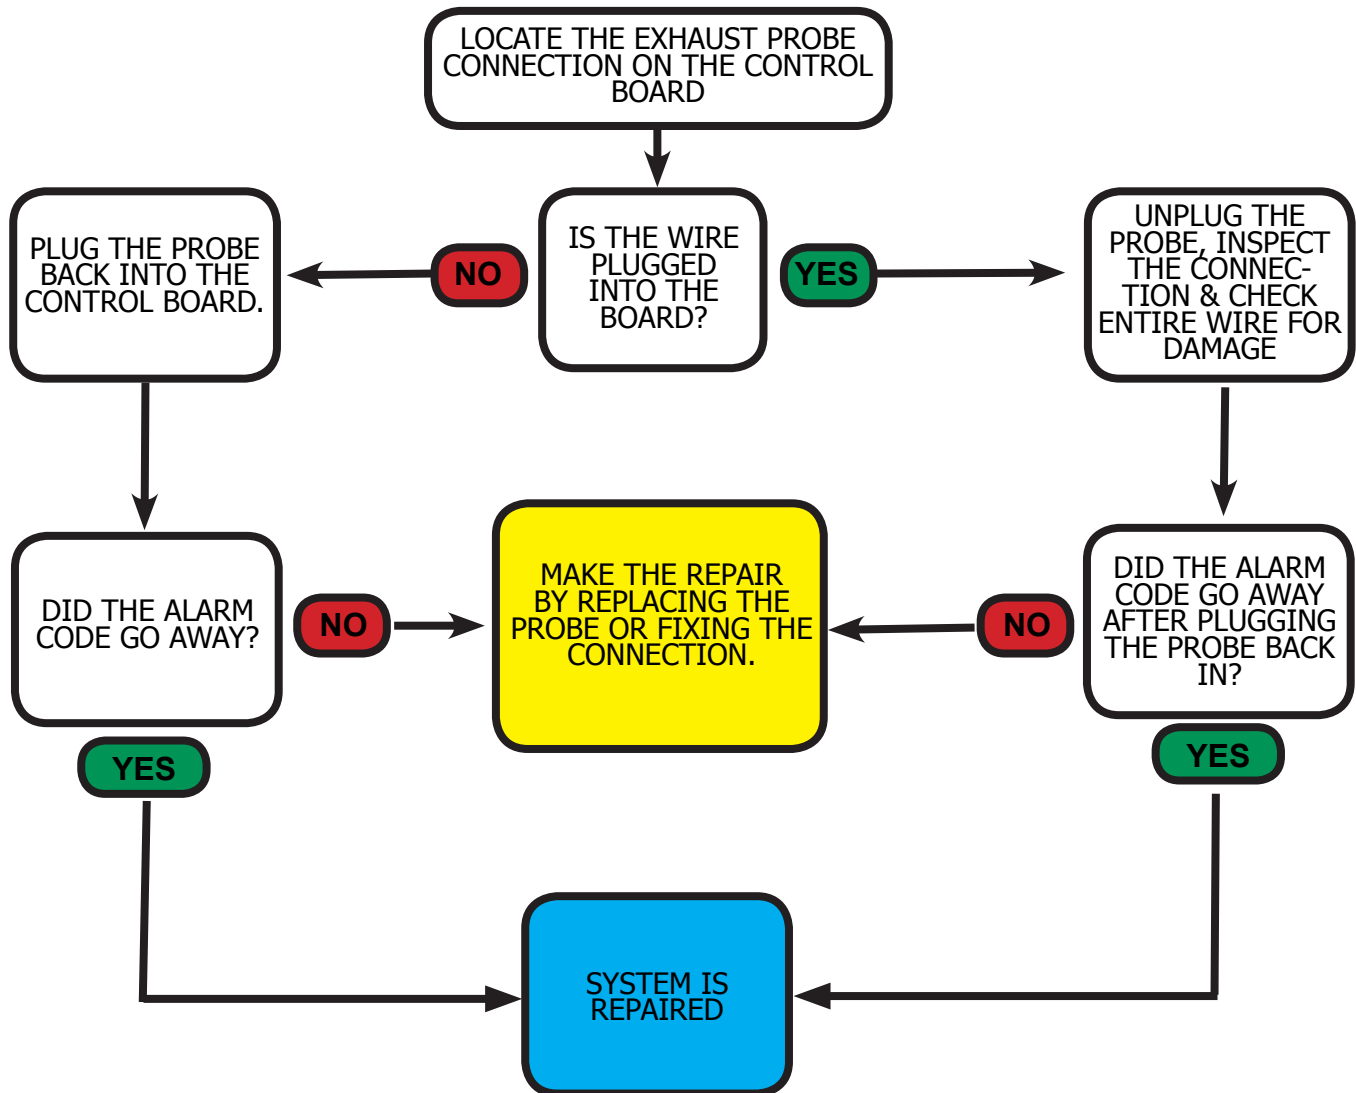 LOCATE THE EXHAUST PROBE
CONNECTION ON THE CONTROL
BOARD
PLUG THE PROBE
BACK INTO THE
CONTROL BOARD.
NO
IS THE WIRE
PLUGGED
INTO THE
BOARD?
YES
UNPLUG THE
PROBE, INSPECT
THE CONNEC-
TION & CHECK
ENTIRE WIRE FOR
DAMAGE
DID THE ALARM
CODE GO AWAY?
NO
MAKE THE REPAIR
BY REPLACING THE
PROBE OR FIXING THE
CONNECTION.
NO
DID THE ALARM
CODE GO AWAY
AFTER PLUGGING
THE PROBE BACK
IN?
YES
YES
SYSTEM IS
REPAIRED